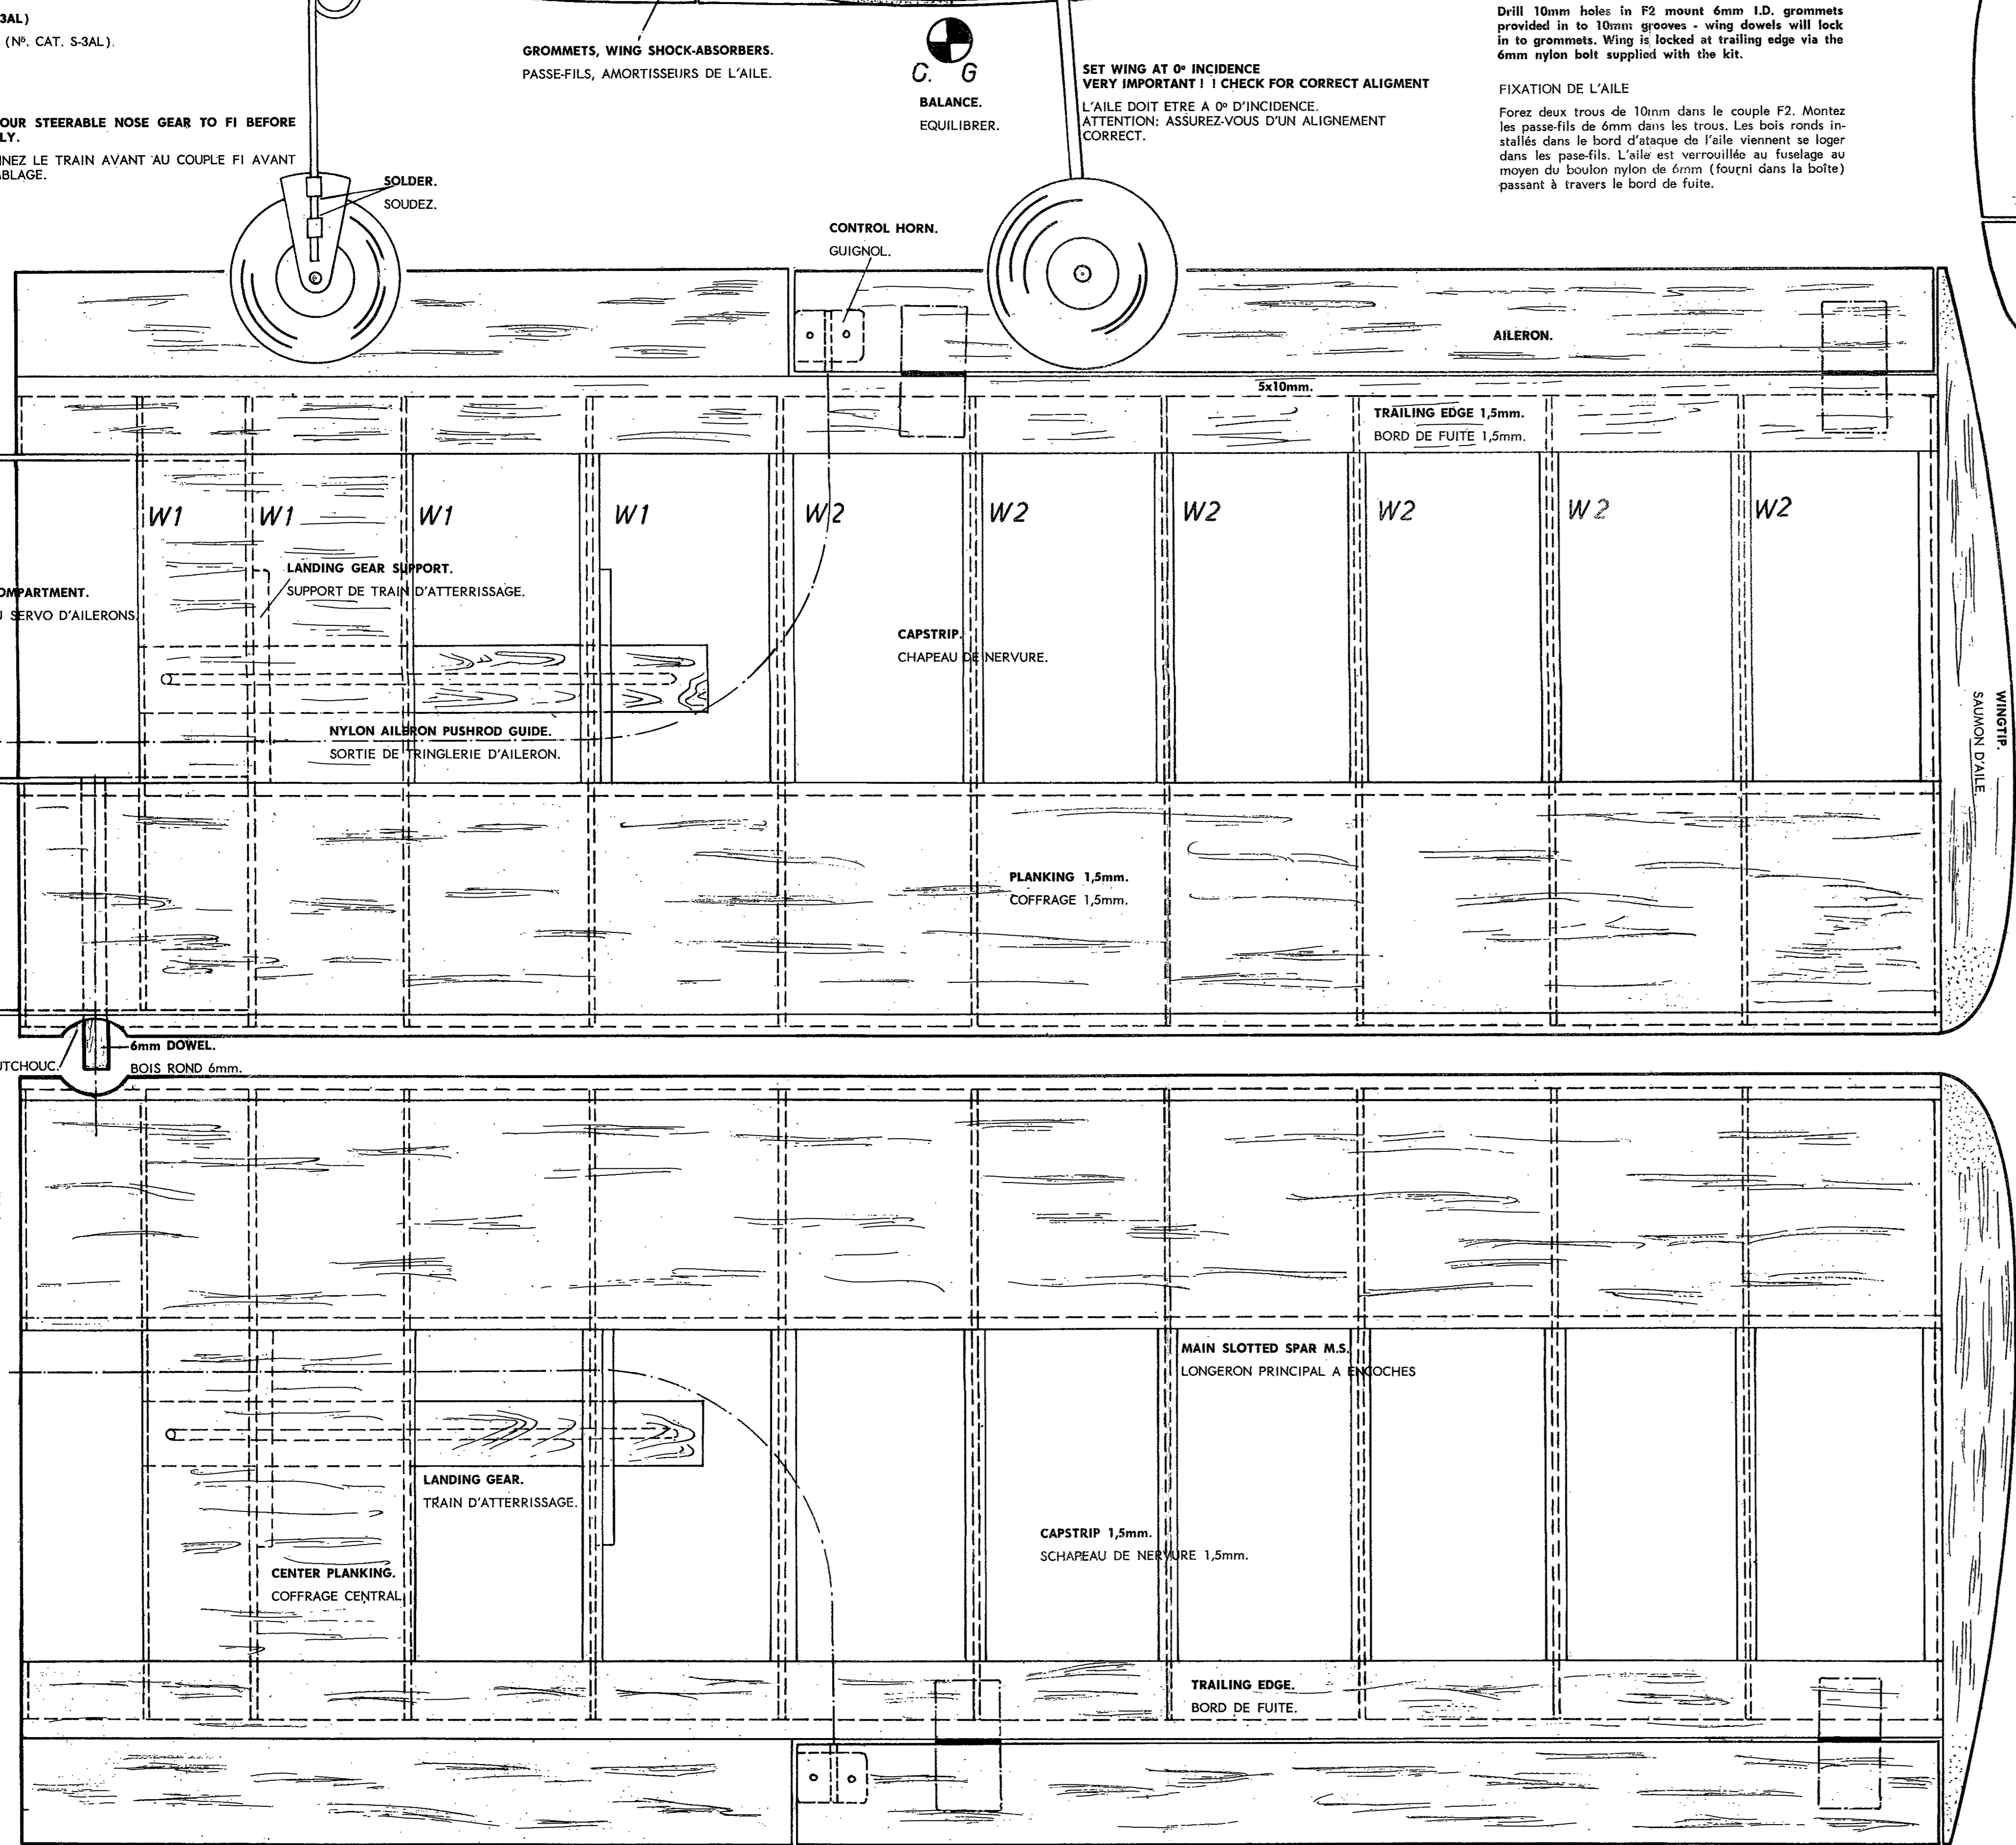 3AL)
(Nº. CAT. S-3AL).
OUR STEERABLE NOSE GEAR TO FI BEFORE
LY.
NEZ LE TRAIN AVANT AU COUPLE FI AVANT
BLAGE.
GROMMETS, WING SHOCK-ABSORBERS.
PASSE-FILS, AMORTISSEURS DE L'AILE.
SOLDER.
SOUDEZ.
C. G
BALANCE.
EQUILIBRER.
SET WING AT 0º INCIDENCE
VERY IMPORTANT ! ! CHECK FOR CORRECT ALIGMENT
L'AILE DOIT ETRE A 0º D'INCIDENCE.
ATTENTION: ASSUREZ-VOUS D'UN ALIGNEMENT
CORRECT.
Drill 10mm holes in F2 mount 6mm I.D. grommets
provided in to 10mm grooves - wing dowels will lock
in to grommets. Wing is locked at trailing edge via the
6mm nylon bolt supplied with the kit.
FIXATION DE L'AILE
Forez deux trous de 10mm dans le couple F2. Montez
les passe-fils de 6mm dans les trous. Les bois ronds in-
stallés dans le bord d'ataque de l'aile viennent se loger
dans les pase-fils. L'aile est verrouillée au fuselage au
moyen du boulon nylon de 6mm (fourni dans la boîte)
passant à travers le bord de fuite.
CONTROL HORN.
GUIGNOL.
AILERON.
5x10mm.
TRAILING EDGE 1,5mm.
BORD DE FUITE 1,5mm.
W1 W1 W1 W1 W2 W2 W2 W2 W2 W2
LANDING GEAR SUPPORT.
SUPPORT DE TRAIN D'ATTERRISSAGE.
OMPARTMENT.
U SERVO D'AILERONS.
CAPSTRIP.
CHAPEAU DE NERVURE.
NYLON AILERON PUSHROD GUIDE.
SORTIE DE TRINGLERIE D'AILERON.
WINGTIP.
SAUMON D'AILE.
PLANKING 1,5mm.
COFFRAGE 1,5mm.
6mm DOWEL.
BOIS ROND 6mm.
UTCHOUC.
MAIN SLOTTED SPAR M.S.
LONGERON PRINCIPAL A ENCOCHES
LANDING GEAR.
TRAIN D'ATTERRISSAGE.
CAPSTRIP 1,5mm.
SCHAPEAU DE NERVURE 1,5mm.
CENTER PLANKING.
COFFRAGE CENTRAL
TRAILING EDGE.
BORD DE FUITE.